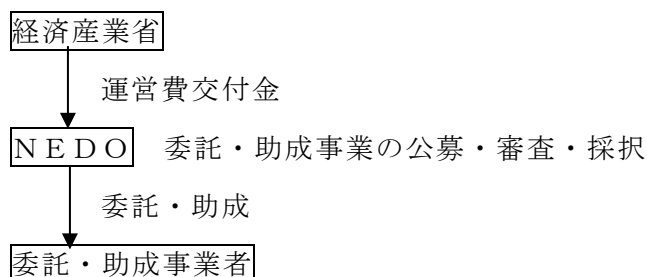 経済産業省
運営費交付金
ＮＥＤＯ 委託・助成事業の公募・審査・採択
委託・助成
委託・助成事業者